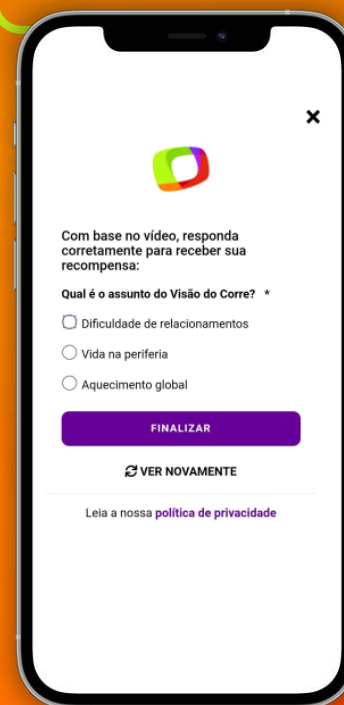 Com base no vídeo, responda
corretamente para receber sua
recompensa:
Qual é o assunto do Visão do Corre? *
Dificuldade de relacionamentos
Vida na periferia
Aquecimento global
FINALIZAR
VER NOVAMENTE
Leia a nossa política de privacidade